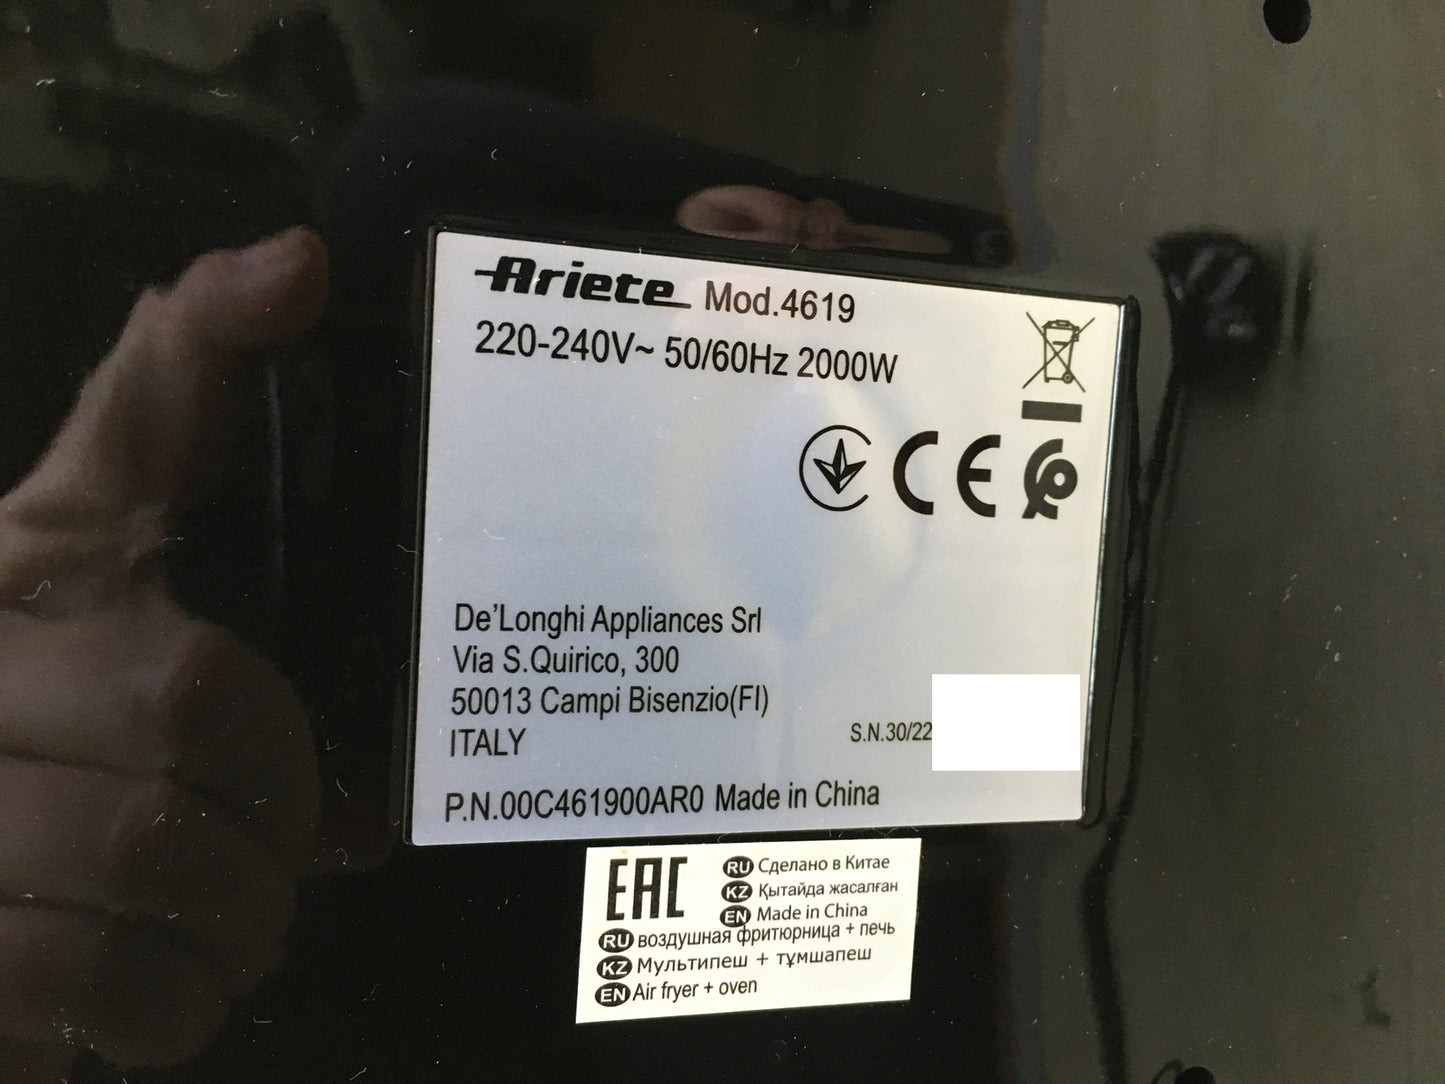 Ariete Mod.4619
220-240V~ 50/60Hz 2000W
CE
De'Longhi Appliances Srl
Via S.Quirico, 300
50013 Campi Bisenzio(FI)
ITALY
S.N.30/22
P.N.00C461900AR0 Made in China
EAC
RU Сделано в Китае
KZ Қытайда жасалған
EN Made in China
RU воздушная фритюрница + печь
KZ Мультипеш + тұмшапеш
EN Air fryer + oven